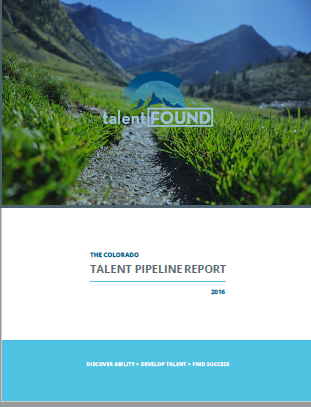 talentFOUND
THE COLORADO
TALENT PIPELINE REPORT
2016
DISCOVER ABILITY > DEVELOP TALENT > FIND SUCCESS